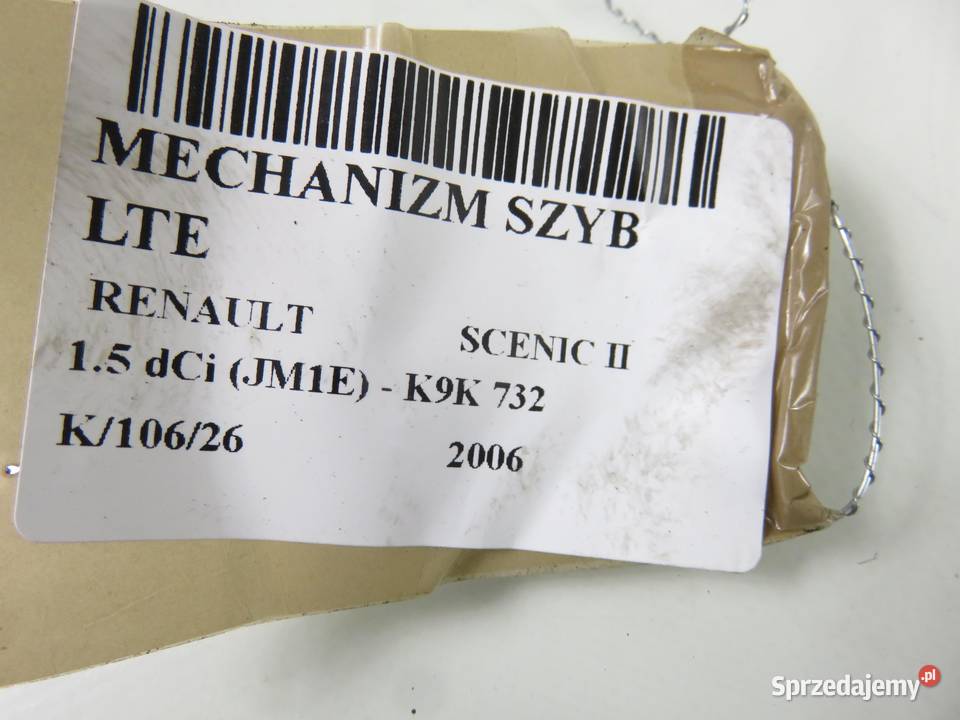 MECHANIZM SZYB
LTE
RENAULT SCENIC II
1.5 dCi (JM1E) - K9K 732
K/106/26 2006
Sprzedajemy.pl